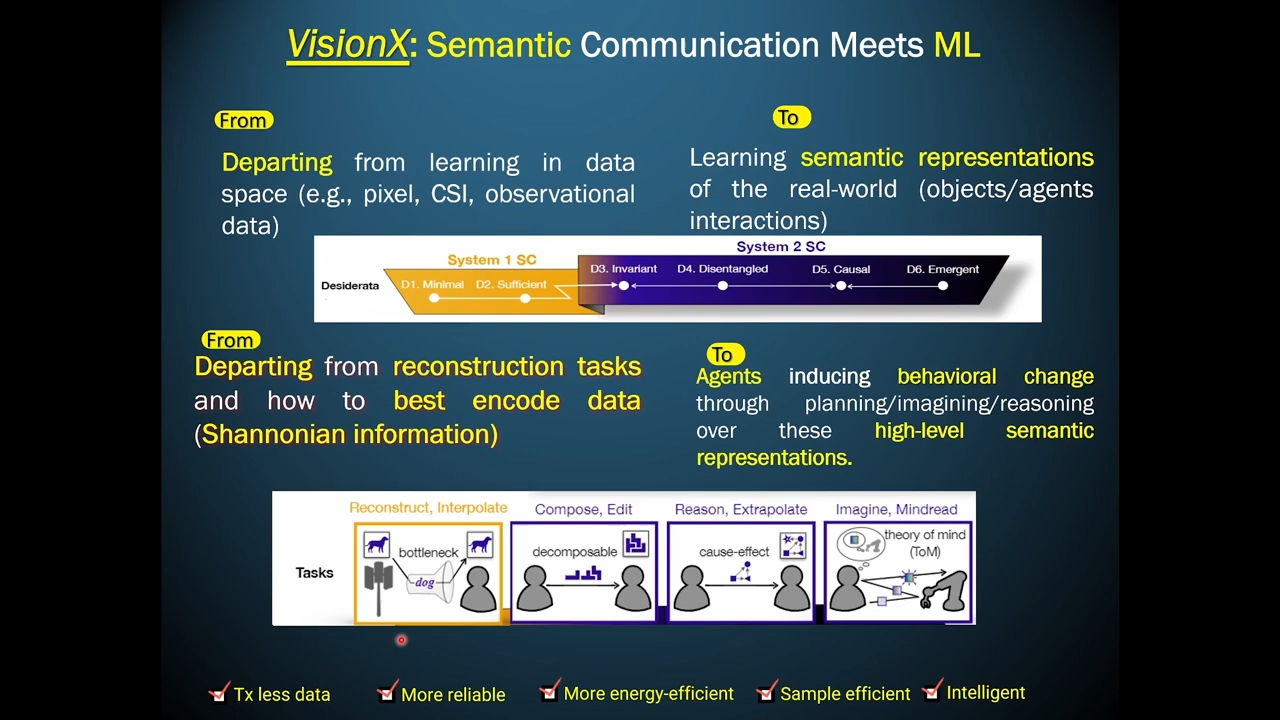 VisionX: Semantic Communication Meets ML
From
Departing from learning in data
space (e.g., pixel, CSI, observational
data)
To
Learning semantic representations
of the real-world (objects/agents
interactions)
System 1 SC
System 2 SC
Desiderata
D1. Minimal
D2. Sufficient
D3. Invariant
D4. Disentangled
D5. Causal
D6. Emergent
From
Departing from reconstruction tasks
and how to best encode data
(Shannonian information)
To
Agents inducing behavioral change
through planning/imagining/reasoning
over these high-level semantic
representations.
Tasks
Reconstruct, Interpolate
bottleneck
dog
Compose, Edit
decomposable
Reason, Extrapolate
cause-effect
Imagine, Mindread
theory of mind
(ToM)
Tx less data
More reliable
More energy-efficient
Sample efficient
Intelligent